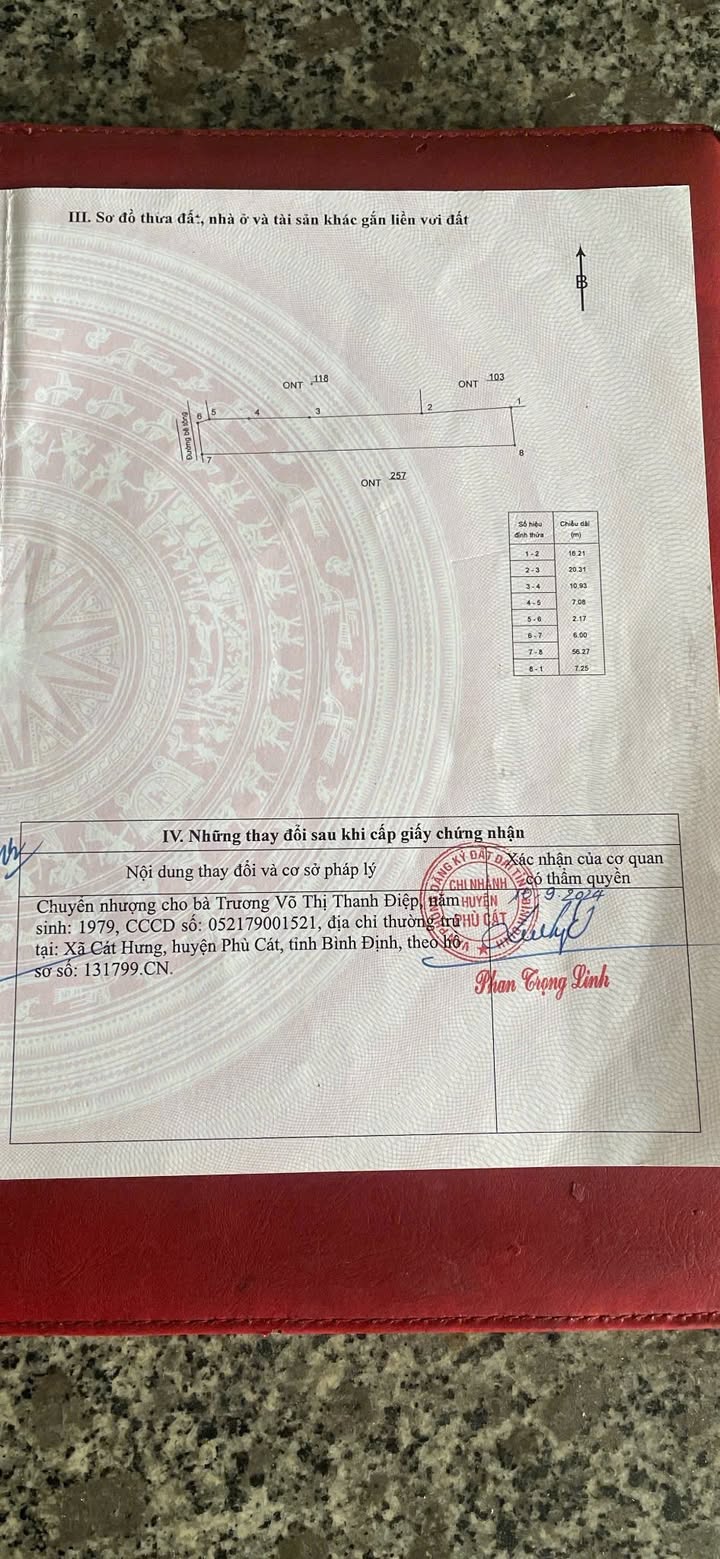 III. Sơ đồ thửa đất, nhà ở và tài sản khác gắn liền vơi đất
B
ONT 118
ONT 103
1
2
3
4
5
6
Đường bê tông
7
8
ONT 257
Số hiệu đỉnh thửa Chiều dài (m)
1 - 2 16.21
2 - 3 20.31
3 - 4 10.93
4 - 5 7.08
5 - 6 2.17
6 - 7 6.00
7 - 8 56.27
8 - 1 7.25
IV. Những thay đổi sau khi cấp giấy chứng nhận
Nội dung thay đổi và cơ sở pháp lý
Xác nhận của cơ quan
có thẩm quyền
Chuyển nhượng cho bà Trương Võ Thị Thanh Điệp, năm
sinh: 1979, CCCD số: 052179001521, địa chỉ thường trú
tại: Xã Cát Hưng, huyện Phù Cát, tỉnh Bình Định, theo hồ
sơ số: 131799.CN.
CHI NHÁNH
HUYỆN
PHÙ CÁT
9.2024
Phan Trọng Linh